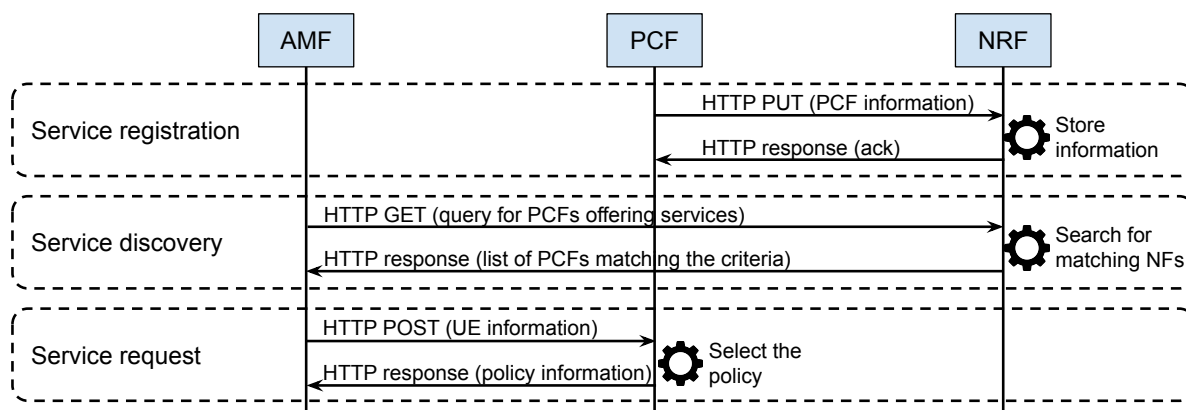 AMF
PCF
NRF
Service registration
HTTP PUT (PCF information)
HTTP response (ack)
Store
information
Service discovery
HTTP GET (query for PCFs offering services)
HTTP response (list of PCFs matching the criteria)
Search for
matching NFs
Service request
HTTP POST (UE information)
HTTP response (policy information)
Select the
policy